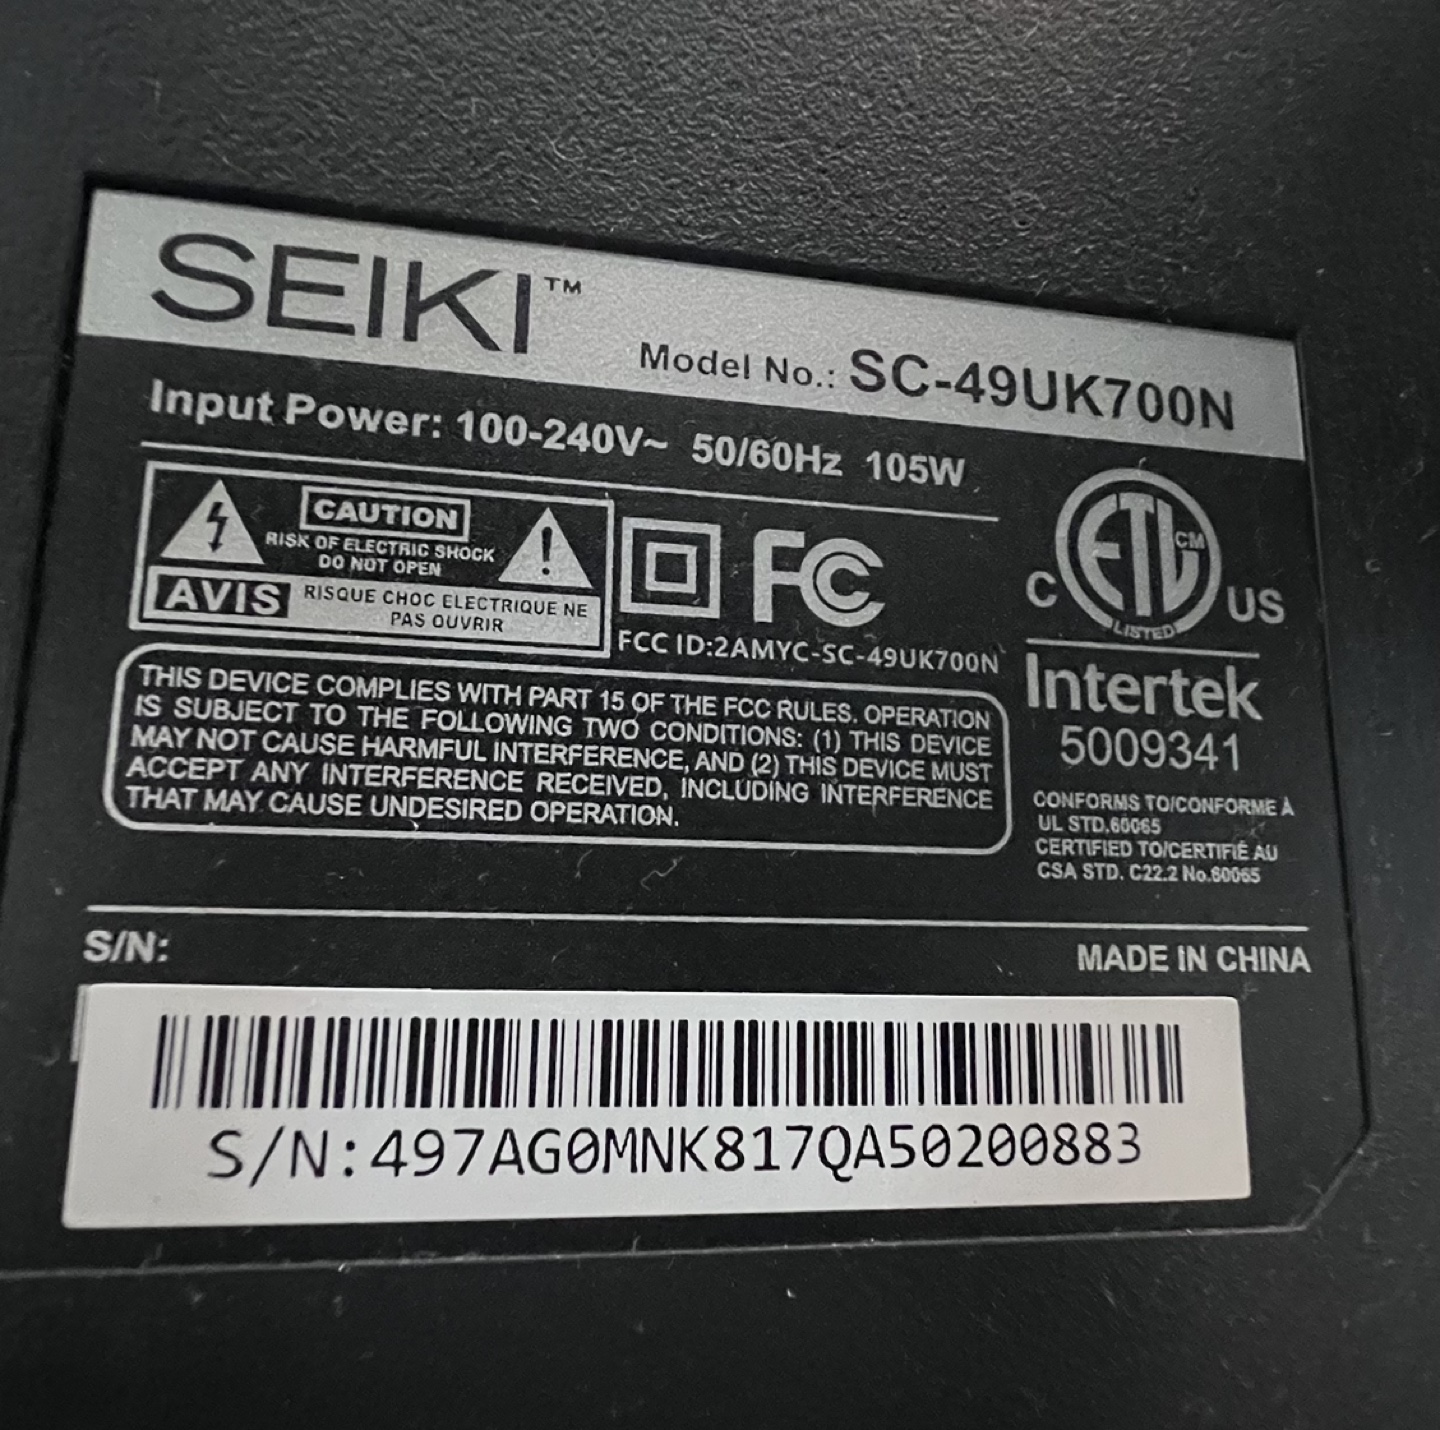 SEIKI™
Model No.: SC-49UK700N
Input Power: 100-240V~ 50/60Hz 105W
CAUTION
RISK OF ELECTRIC SHOCK
DO NOT OPEN
AVIS
RISQUE CHOC ELECTRIQUE NE
PAS OUVRIR
FC
FCC ID:2AMYC-SC-49UK700N
C ETL CM US
LISTED
Intertek
5009341
CONFORMS TO/CONFORME À
UL STD.60065
CERTIFIED TO/CERTIFIÉ AU
CSA STD. C22.2 No.60065
THIS DEVICE COMPLIES WITH PART 15 OF THE FCC RULES. OPERATION
IS SUBJECT TO THE FOLLOWING TWO CONDITIONS: (1) THIS DEVICE
MAY NOT CAUSE HARMFUL INTERFERENCE, AND (2) THIS DEVICE MUST
ACCEPT ANY INTERFERENCE RECEIVED, INCLUDING INTERFERENCE
THAT MAY CAUSE UNDESIRED OPERATION.
S/N:
MADE IN CHINA
S/N:497AG0MNK817QA50200883